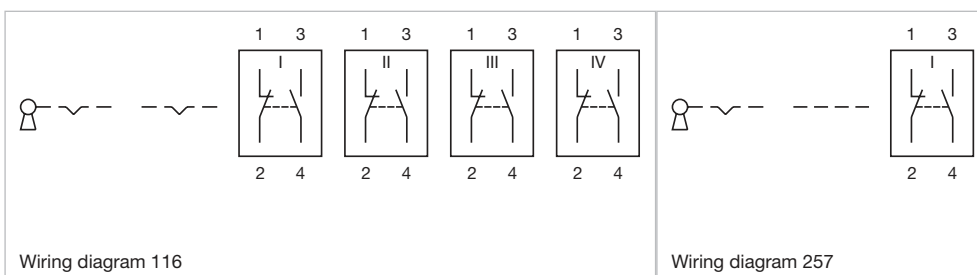 1 3 1 3 1 3 1 3 1 3
I II III IV I
2 4 2 4 2 4 2 4 2 4
Wiring diagram 116 Wiring diagram 257